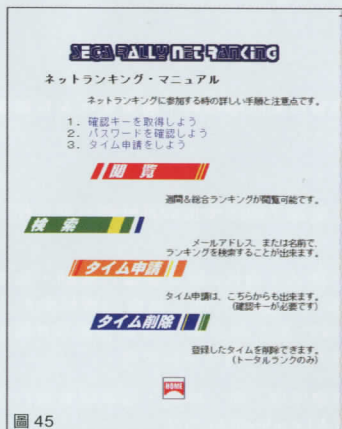 SEGA RALLY NET RANKING
ネットランキング・マニュアル
ネットランキングに参加する時の詳しい手順と注意点です。
1. 確認キーを取得しよう
2. パスワードを確認しよう
3. タイム申請をしよう
閲覧
週間&総合ランキングが閲覧可能です。
検索
メールアドレス、または名前で、
ランキングを検索することが出来ます。
タイム申請
タイム申請は、こちらからも出来ます。
(確認キーが必要です)
タイム削除
登録したタイムを削除できます。
(トータルランクのみ)
HOME
圖 45